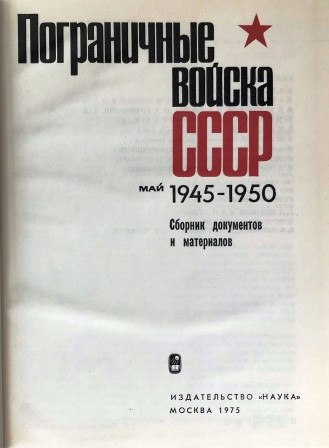 Пограничные
войска
СССР
МАЙ 1945-1950
Сборник документов
и материалов
ИЗДАТЕЛЬСТВО «НАУКА»
МОСКВА 1975